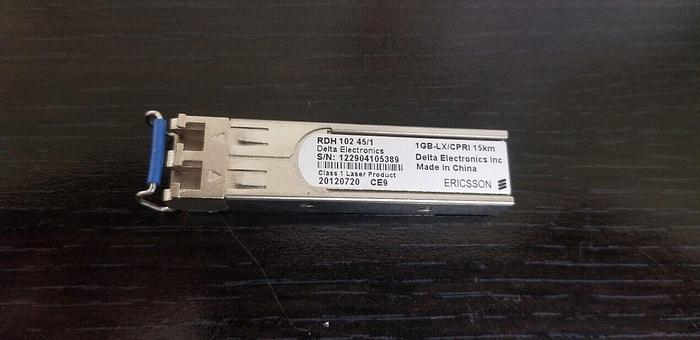 RDH 102 45/1
Delta Electronics
S/N: 122904105389
Class 1 Laser Product
20120720 CE9
1GB-LX/CPRI 15km
Delta Electronics Inc
Made in China
ERICSSON